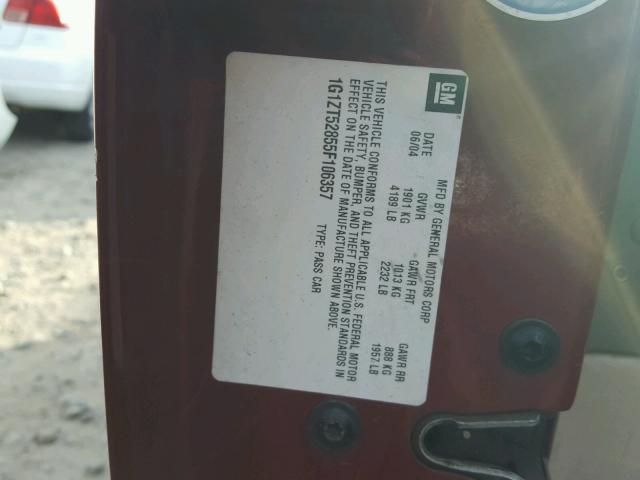 GM
MFD BY GENERAL MOTORS CORP
DATE GVWR GAWR FRT GAWR RR
06/04 1901 KG 1013 KG 888 KG
4189 LB 2232 LB 1957 LB
THIS VEHICLE CONFORMS TO ALL APPLICABLE U.S. FEDERAL MOTOR
VEHICLE SAFETY, BUMPER, AND THEFT PREVENTION STANDARDS IN
EFFECT ON THE DATE OF MANUFACTURE SHOWN ABOVE.
1G1ZT52855F106357 TYPE: PASS CAR